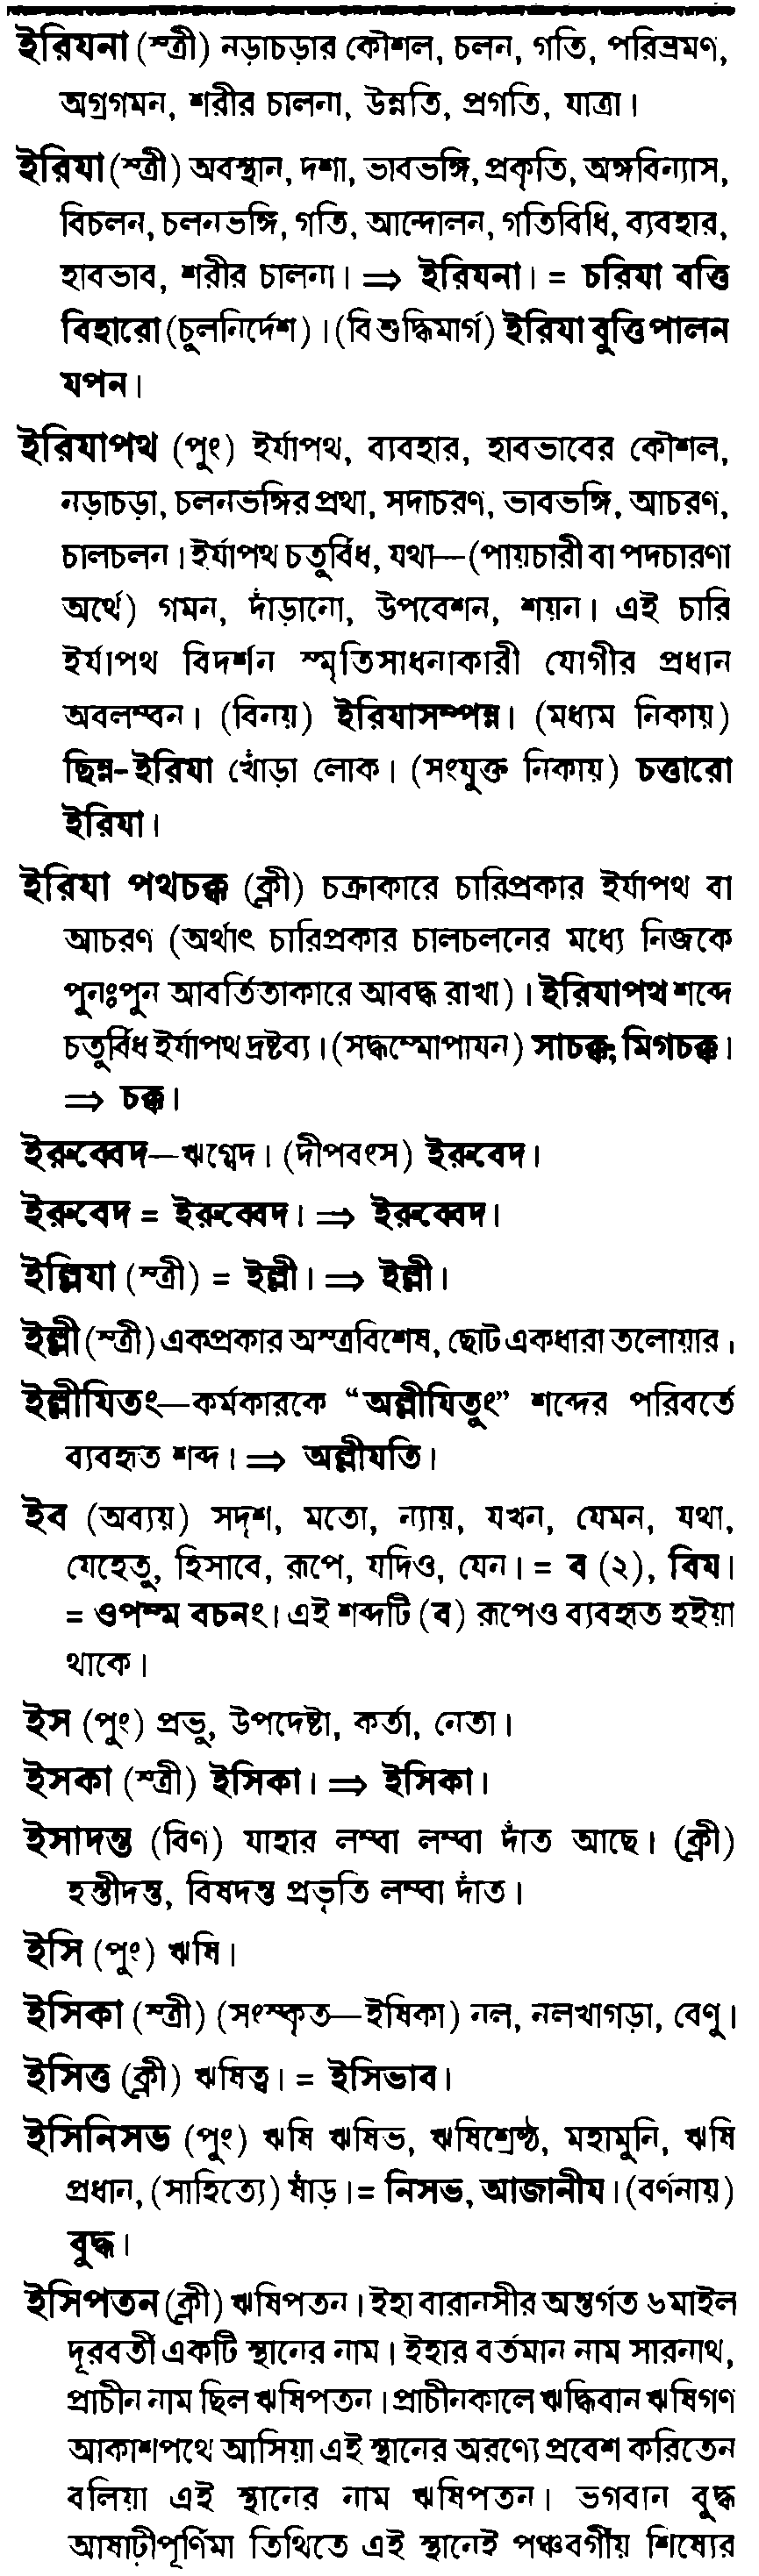 ইরিযনা (স্ত্রী) নড়াচড়ার কৌশল, চলন, গতি, পরিভ্রমণ,
অগ্রগমন, শরীর চালনা, উন্নতি, প্রগতি, যাত্রা।
ইরিযা (স্ত্রী) অবস্থান, দশা, ভাবভঙ্গি, প্রকৃতি, অঙ্গবিন্যাস,
বিচলন, চলনভঙ্গি, গতি, আন্দোলন, গতিবিধি, ব্যবহার,
হাবভাব, শরীর চালনা। ⇒ ইরিযনা। = চরিযা বত্তি
বিহারো (চুলনির্দেশ)। (বিশুদ্ধিমার্গ) ইরিযা বুত্তি পালন
যপন।
ইরিযাপথ (পুং) ইর্যাপথ, ব্যবহার, হাবভাবের কৌশল,
নড়াচড়া, চলনভঙ্গির প্রথা, সদাচরণ, ভাবভঙ্গি, আচরণ,
চালচলন। ইর্যাপথ চতুর্বিধ, যথা—(পায়চারী বা পদচারণা
অর্থে) গমন, দাঁড়ানো, উপবেশন, শয়ন। এই চারি
ইর্যাপথ বিদর্শন স্মৃতিসাধনাকারী যোগীর প্রধান
অবলম্বন। (বিনয়) ইরিযাসম্পন্ন। (মধ্যম নিকায়)
ছিন্ন-ইরিযা খোঁড়া লোক। (সংযুক্ত নিকায়) চত্তারো
ইরিযা।
ইরিযা পথচক্ক (ক্লী) চক্রাকারে চারিপ্রকার ইর্যাপথ বা
আচরণ (অর্থাৎ চারিপ্রকার চালচলনের মধ্যে নিজকে
পুনঃপুন আবর্তিতাকারে আবদ্ধ রাখা)। ইরিযাপথ শব্দে
চতুর্বিধ ইর্যাপথ দ্রষ্টব্য। (সদ্ধম্মোপাযন) সাচক্ক, মিগচক্ক।
⇒ চক্ক।
ইরুব্বেদ—ঋগ্বেদ। (দীপবংস) ইরুবেদ।
ইরুবেদ = ইরুব্বেদ। ⇒ ইরুব্বেদ।
ইল্লিযা (স্ত্রী) = ইল্লী। ⇒ ইল্লী।
ইল্লী (স্ত্রী) একপ্রকার অস্ত্রবিশেষ, ছোট একধারা তলোয়ার।
ইল্লীযিতং—কর্মকারকে “অল্লীযিতুং” শব্দের পরিবর্তে
ব্যবহৃত শব্দ। ⇒ অল্লীযতি।
ইব (অব্যয়) সদৃশ, মতো, ন্যায়, যখন, যেমন, যথা,
যেহেতু, হিসাবে, রূপে, যদিও, যেন। = ব (২), বিয।
= ওপম্ম বচনং। এই শব্দটি (ব) রূপেও ব্যবহৃত হইয়া
থাকে।
ইস (পুং) প্রভু, উপদেষ্টা, কর্তা, নেতা।
ইসকা (স্ত্রী) ইসিকা। ⇒ ইসিকা।
ইসাদন্ত (বিণ) যাহার লম্বা লম্বা দাঁত আছে। (ক্লী)
হস্তীদন্ত, বিষদন্ত প্রভৃতি লম্বা দাঁত।
ইসি (পুং) ঋষি।
ইসিকা (স্ত্রী) (সংস্কৃত—ইষিকা) নল, নলখাগড়া, বেণু।
ইসিত্ত (ক্লী) ঋষিত্ব। = ইসিভাব।
ইসিনিসভ (পুং) ঋষি ঋষিভ, ঋষিশ্রেষ্ঠ, মহামুনি, ঋষি
প্রধান, (সাহিত্যে) ষাঁড়। = নিসভ, আজানীয। (বর্ণনায়)
বুদ্ধ।
ইসিপতন (ক্লী) ঋষিপতন। ইহা বারানসীর অন্তর্গত ৬ মাইল
দূরবর্তী একটি স্থানের নাম। ইহার বর্তমান নাম সারনাথ,
প্রাচীন নাম ছিল ঋষিপতন। প্রাচীনকালে ঋদ্ধিবান ঋষিগণ
আকাশপথে আসিয়া এই স্থানের অরণ্যে প্রবেশ করিতেন
বলিয়া এই স্থানের নাম ঋষিপতন। ভগবান বুদ্ধ
আষাঢ়ীপূর্ণিমা তিথিতে এই স্থানেই পঞ্চবর্গীয় শিষ্যের